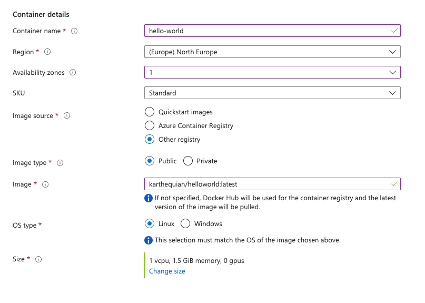 Container details
Container name *
hello-world
Region *
(Europe) North Europe
Availability zones
1
SKU
Standard
Image source *
Quickstart images
Azure Container Registry
Other registry
Image type *
Public Private
Image *
karthequian/helloworld:latest
If not specified, Docker Hub will be used for the container registry and the latest
version of the image will be pulled.
OS type *
Linux Windows
This selection must match the OS of the image chosen above.
Size *
1 vcpu, 1.5 GiB memory, 0 gpus
Change size